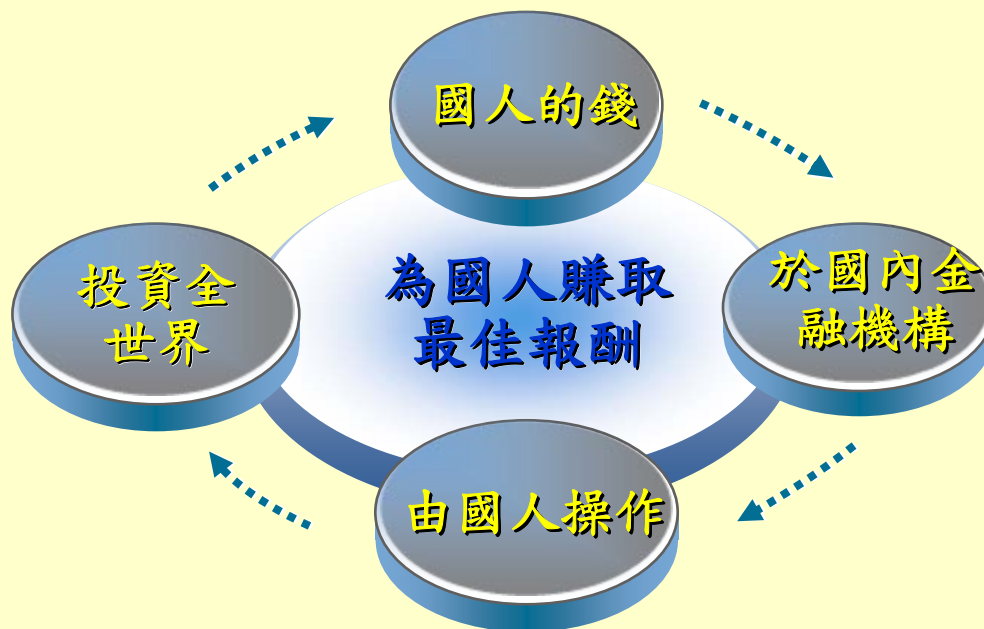 國人的錢
為國人賺取
最佳報酬
於國內金
融機構
由國人操作
投資全
世界